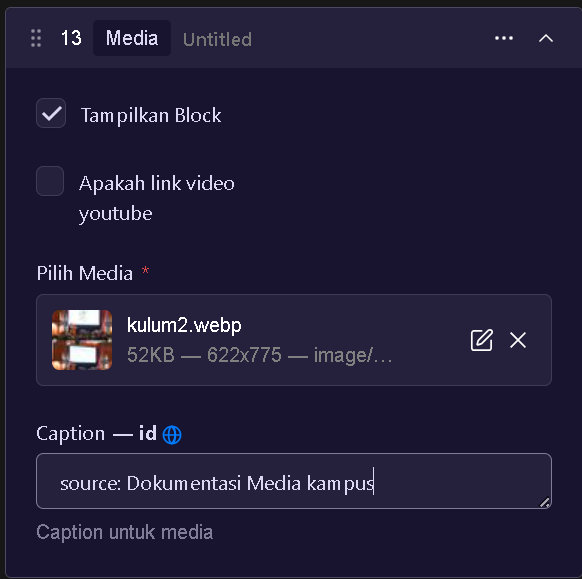 13 Media Untitled
Tampilkan Block
Apakah link video
youtube
Pilih Media *
kulum2.webp
52KB — 622x775 — image/...
Caption — id
source: Dokumentasi Media kampus
Caption untuk media